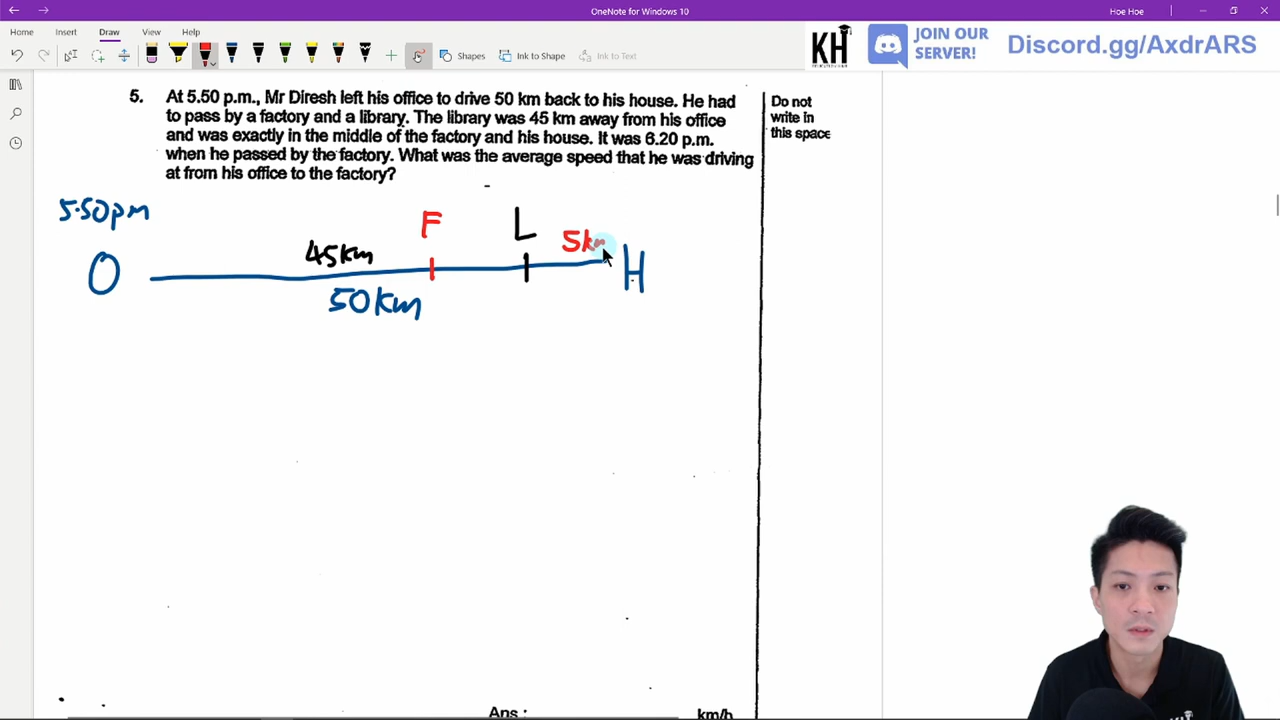 OneNote for Windows 10
Hoe Hoe
Home Insert Draw View Help
Shapes
Ink to Shape
Ink to Text
KH
JOIN OUR
SERVER!
Discord.gg/AxdrARS
5. At 5.50 p.m., Mr Diresh left his office to drive 50 km back to his house. He had
to pass by a factory and a library. The library was 45 km away from his office
and was exactly in the middle of the factory and his house. It was 6.20 p.m.
when he passed by the factory. What was the average speed that he was driving
at from his office to the factory?
Do not
write in
this space
5.50pm
F
L
45km
5km
O
H
50km
Ans :
km/h